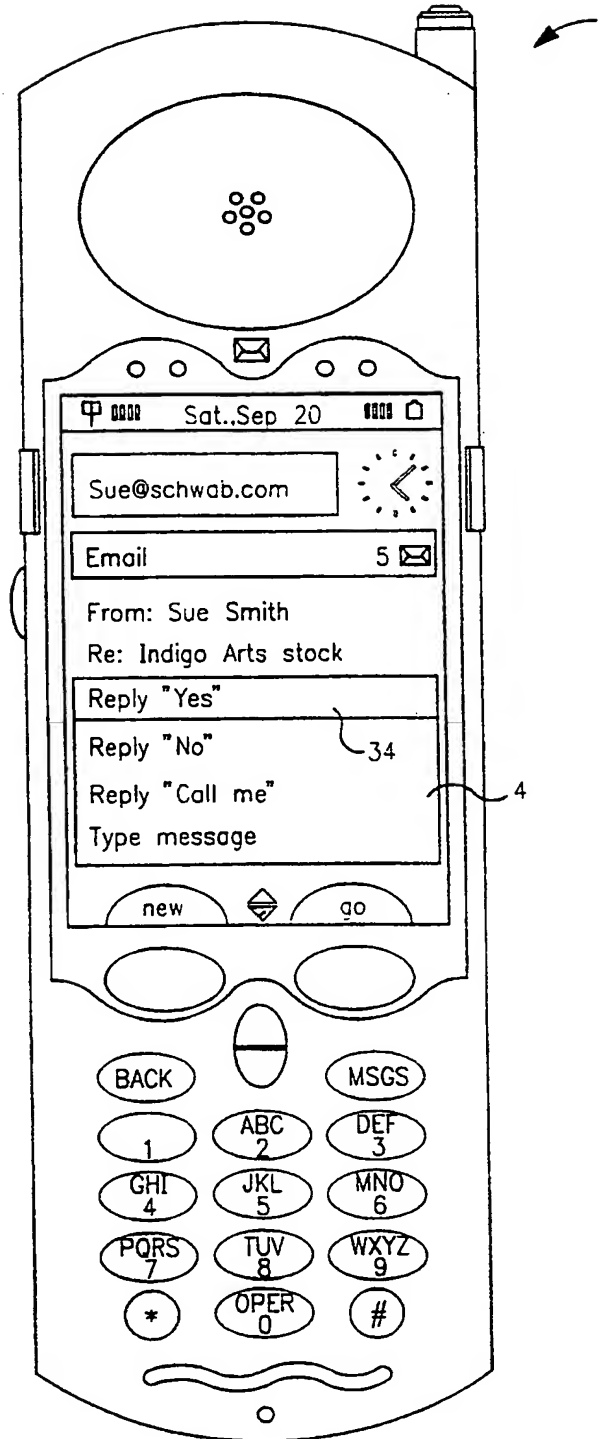 Sat.,Sep 20
Sue@schwab.com
Email 5
From: Sue Smith
Re: Indigo Arts stock
Reply "Yes"
34
Reply "No"
Reply "Call me"
4
Type message
new go
BACK MSGS
1 ABC 2 DEF 3
GHI 4 JKL 5 MNO 6
PQRS 7 TUV 8 WXYZ 9
* OPER 0 #